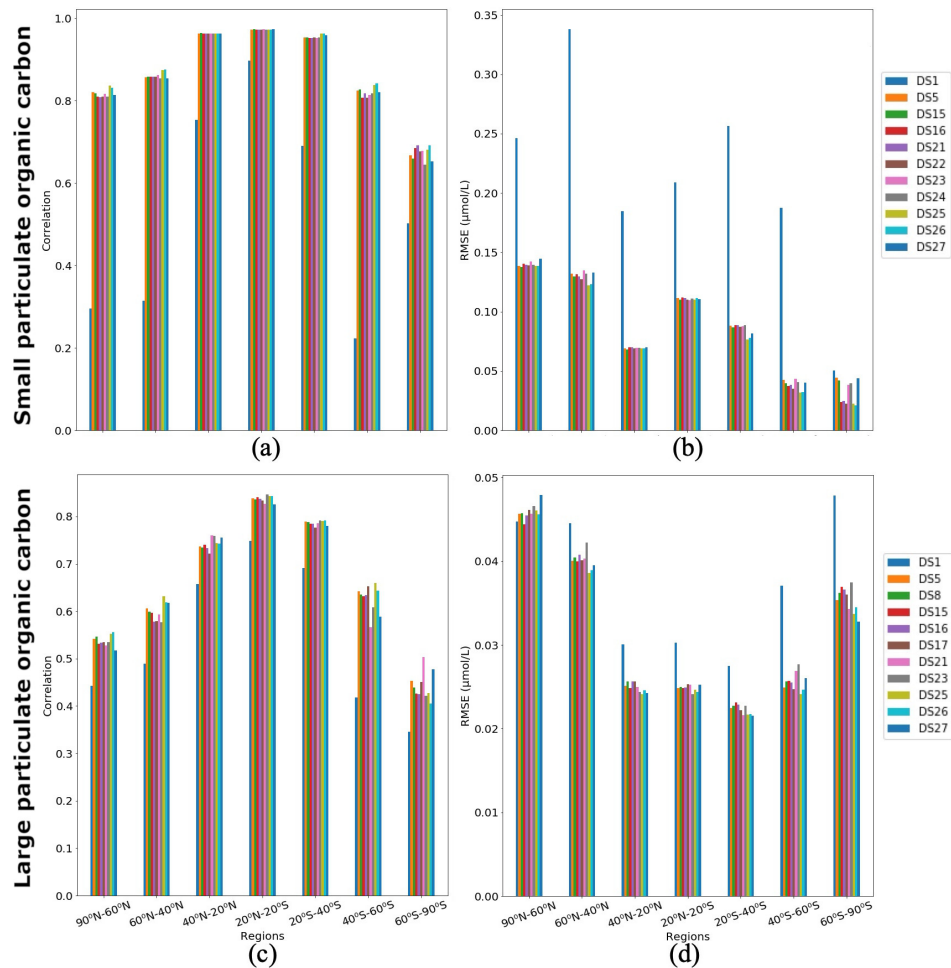 Small particulate organic carbon
Correlation
1.0
0.8
0.6
0.4
0.2
0.0
(a)
RMSE (μmol/L)
0.35
0.30
0.25
0.20
0.15
0.10
0.05
0.00
(b)
DS1
DS5
DS15
DS16
DS21
DS22
DS23
DS24
DS25
DS26
DS27
Large particulate organic carbon
Correlation
0.8
0.7
0.6
0.5
0.4
0.3
0.2
0.1
0.0
90°N-60°N
60°N-40°N
40°N-20°N
20°N-20°S
20°S-40°S
40°S-60°S
60°S-90°S
Regions
(c)
RMSE (μmol/L)
0.05
0.04
0.03
0.02
0.01
0.00
90°N-60°N
60°N-40°N
40°N-20°N
20°N-20°S
20°S-40°S
40°S-60°S
60°S-90°S
Regions
(d)
DS1
DS5
DS8
DS15
DS16
DS17
DS21
DS23
DS25
DS26
DS27